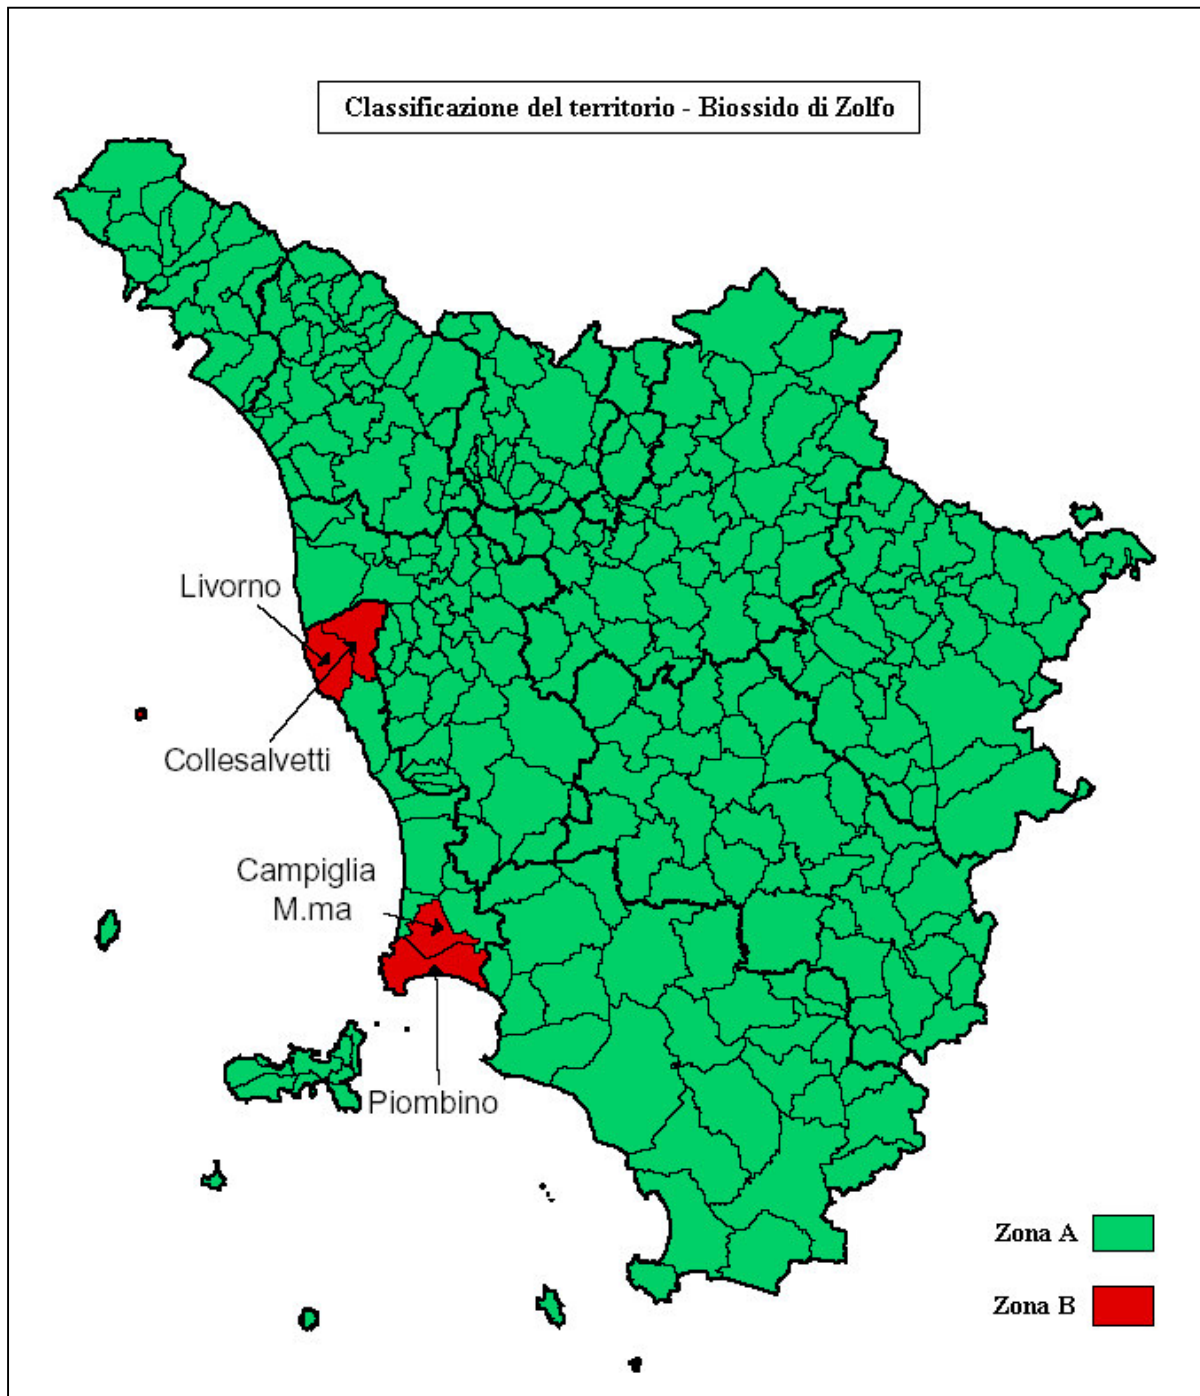 Classificazione del territorio - Biossido di Zolfo
Livorno
Collesalvetti
Campiglia
M.ma
Piombino
Zona A
Zona B